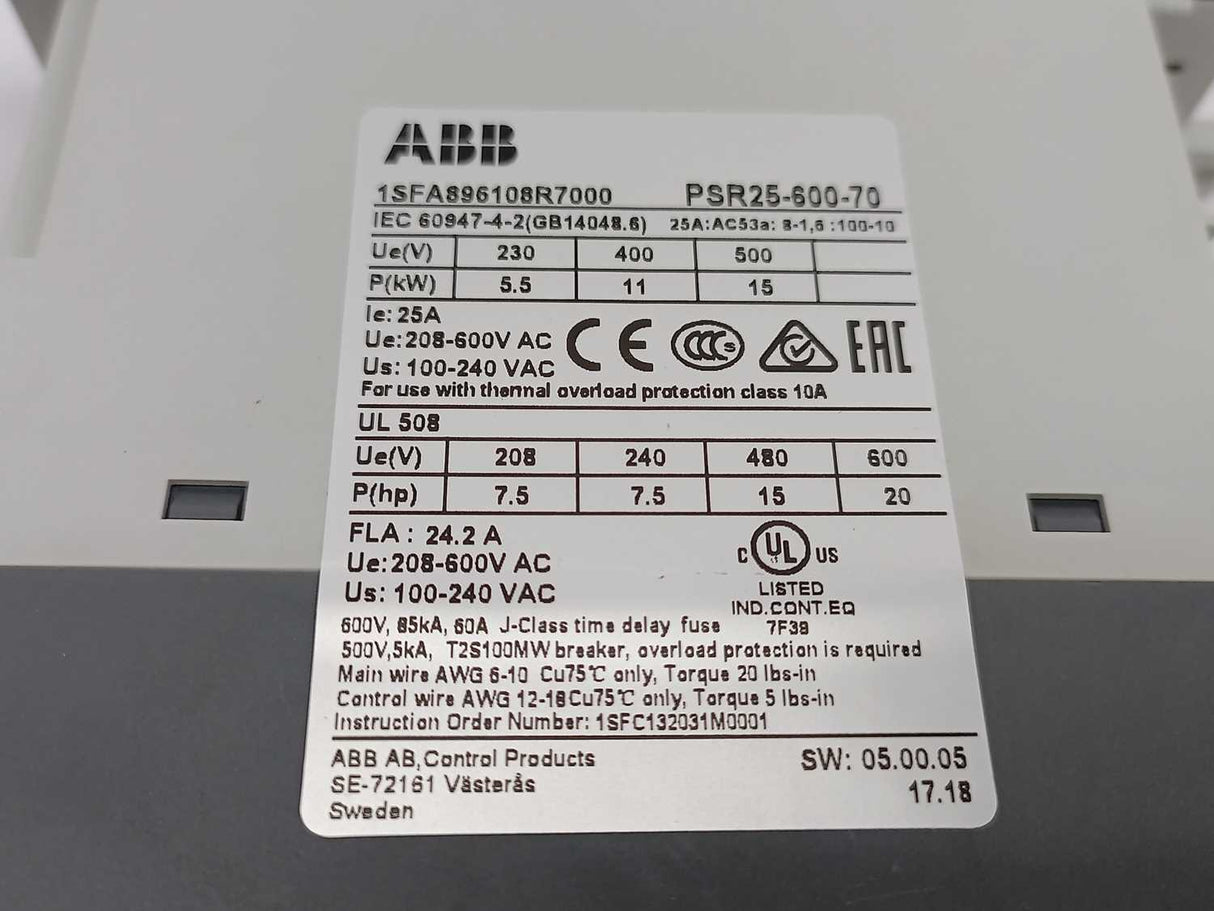 ABB
1SFA896108R7000 PSR25-600-70
IEC 60947-4-2(GB14048.6) 25A:AC53a: 8-1,6 :100-10
Ue(V) 230 400 500
P(kW) 5.5 11 15
Ie: 25A
Ue: 208-600V AC CE CCC S EAC
Us: 100-240 VAC
For use with thermal overload protection class 10A
UL 508
Ue(V) 208 240 480 600
P(hp) 7.5 7.5 15 20
FLA: 24.2 A
Ue: 208-600V AC C UL US
Us: 100-240 VAC LISTED
IND.CONT.EQ
600V, 85kA, 60A J-Class time delay fuse 7F39
500V,5kA, T2S100MW breaker, overload protection is required
Main wire AWG 6-10 Cu75℃ only, Torque 20 lbs-in
Control wire AWG 12-18Cu75℃ only, Torque 5 lbs-in
Instruction Order Number: 1SFC132031M0001
ABB AB,Control Products SW: 05.00.05
SE-72161 Västerås 17.18
Sweden